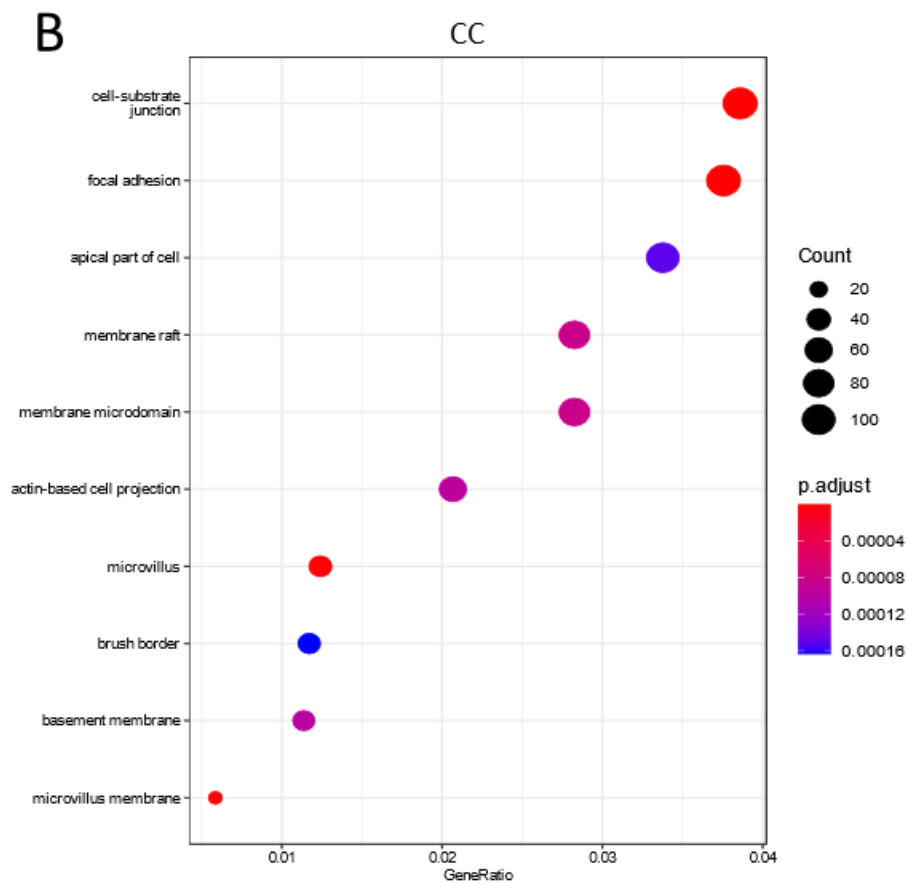 B
CC
cell-substrate
junction
focal adhesion
apical part of cell
membrane raft
membrane microdomain
actin-based cell projection
microvillus
brush border
basement membrane
microvillus membrane
0.01
0.02
0.03
0.04
GeneRatio
Count
20
40
60
80
100
p.adjust
0.00004
0.00008
0.00012
0.00016